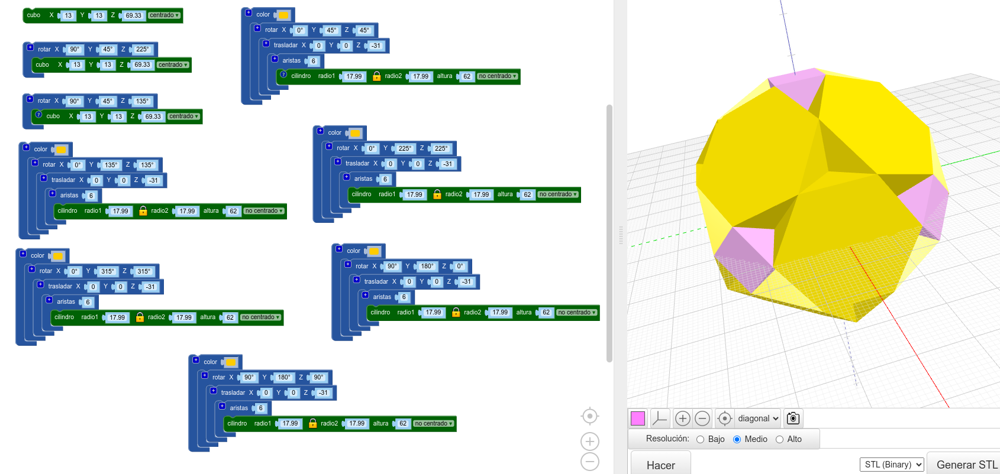 cubo X 13 Y 13 Z 69.33 centrado ▾
+ rotar X 90° Y 45° Z 225°
cubo X 13 Y 13 Z 69.33 centrado ▾
+ rotar X 90° Y 45° Z 135°
? cubo X 13 Y 13 Z 69.33 centrado ▾
+ color
+ rotar X 0° Y 135° Z 135°
+ trasladar X 0 Y 0 Z -31
+ aristas 6
cilindro radio1 17.99 radio2 17.99 altura 62 no centrado ▾
+ color
+ rotar X 0° Y 315° Z 315°
+ trasladar X 0 Y 0 Z -31
+ aristas 6
cilindro radio1 17.99 radio2 17.99 altura 62 no centrado ▾
+ color
+ rotar X 0° Y 45° Z 45°
+ trasladar X 0 Y 0 Z -31
+ aristas 6
? cilindro radio1 17.99 radio2 17.99 altura 62 no centrado ▾
+ color
+ rotar X 0° Y 225° Z 225°
+ trasladar X 0 Y 0 Z -31
+ aristas 6
cilindro radio1 17.99 radio2 17.99 altura 62 no centrado ▾
+ color
+ rotar X 90° Y 180° Z 0°
+ trasladar X 0 Y 0 Z -31
+ aristas 6
cilindro radio1 17.99 radio2 17.99 altura 62 no centrado ▾
+ color
+ rotar X 90° Y 180° Z 90°
+ trasladar X 0 Y 0 Z -31
+ aristas 6
cilindro radio1 17.99 radio2 17.99 altura 62 no centrado ▾
diagonal
Resolución: Bajo Medio Alto
Hacer STL (Binary) Generar STL